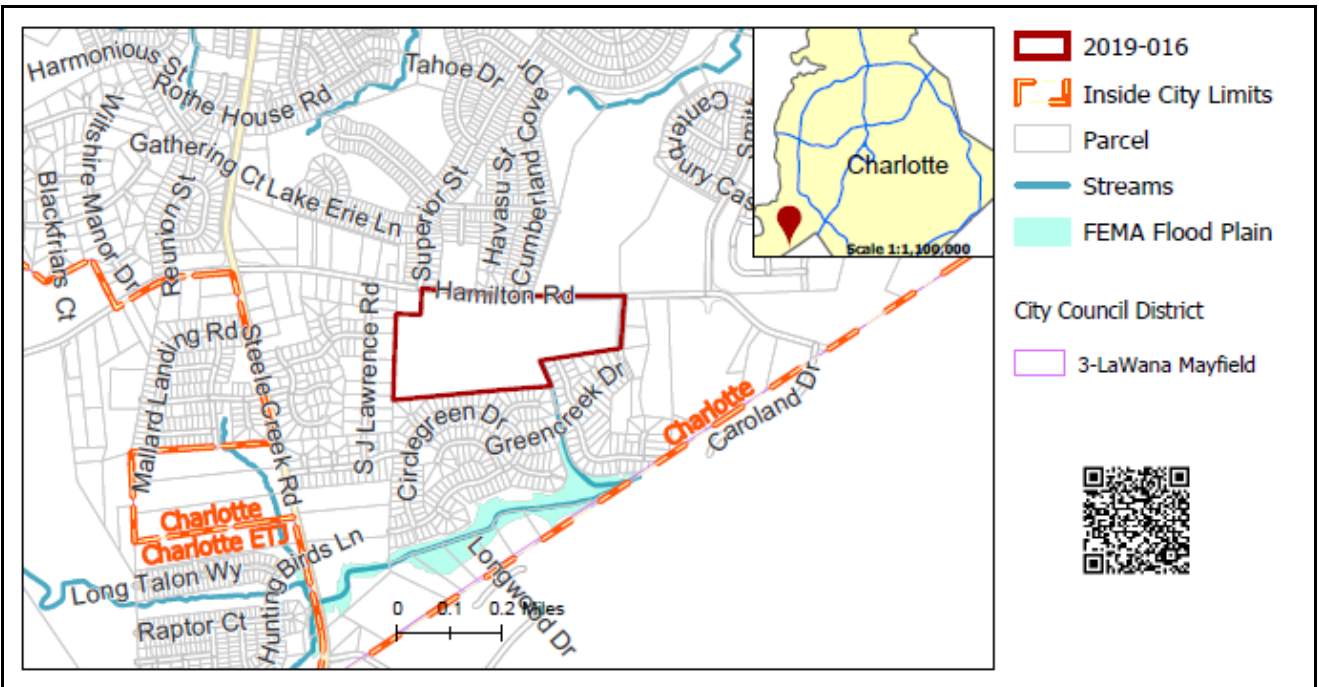 Harmonious St
Rothe House Rd
Tahoe Dr
Wiltshire Manor Dr
Gathering Ct
Lake Erie Ln
Superior St
Havasu St
Cumberland Cove Dr
Blackfriars Ct
Rennion St
Hamilton Rd
S J Lawrence Rd
Mallard Landing Rd
Steele Creek Rd
Circlegreen Dr
Greencreek Dr
Charlotte
Caroland Dr
Charlotte
Charlotte ETJ
Long Talon Wy
Hunting Birds Ln
Raptor Ct
Longwood Dr
0 0.1 0.2 Miles
Charlotte
Scale 1:1,100,000
2019-016
Inside City Limits
Parcel
Streams
FEMA Flood Plain
City Council District
3-LaWana Mayfield